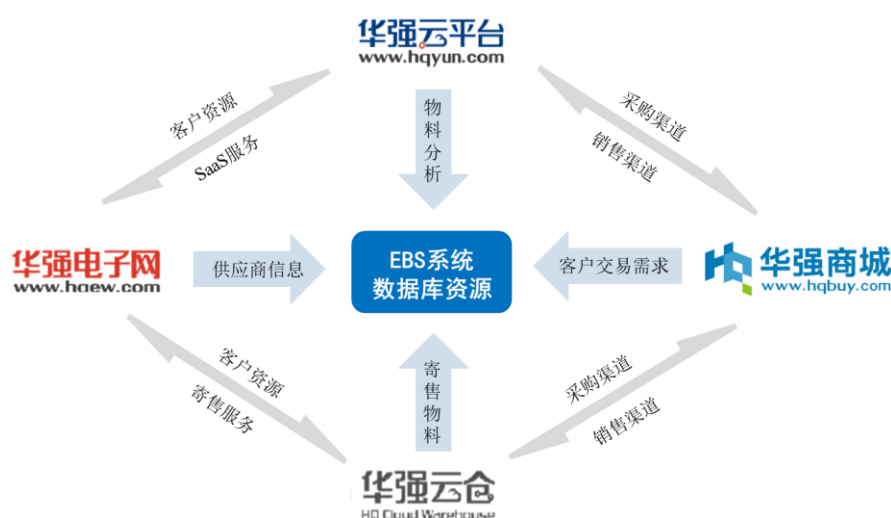 华强云平台
www.hqyun.com
客户资源
SaaS服务
物料分析
采购渠道
销售渠道
华强电子网
www.hqew.com
供应商信息
EBS系统
数据库资源
客户交易需求
华强商城
www.hqbuy.com
客户资源
寄售服务
寄售物料
采购渠道
销售渠道
华强云仓
HQ Cloud Warehouse